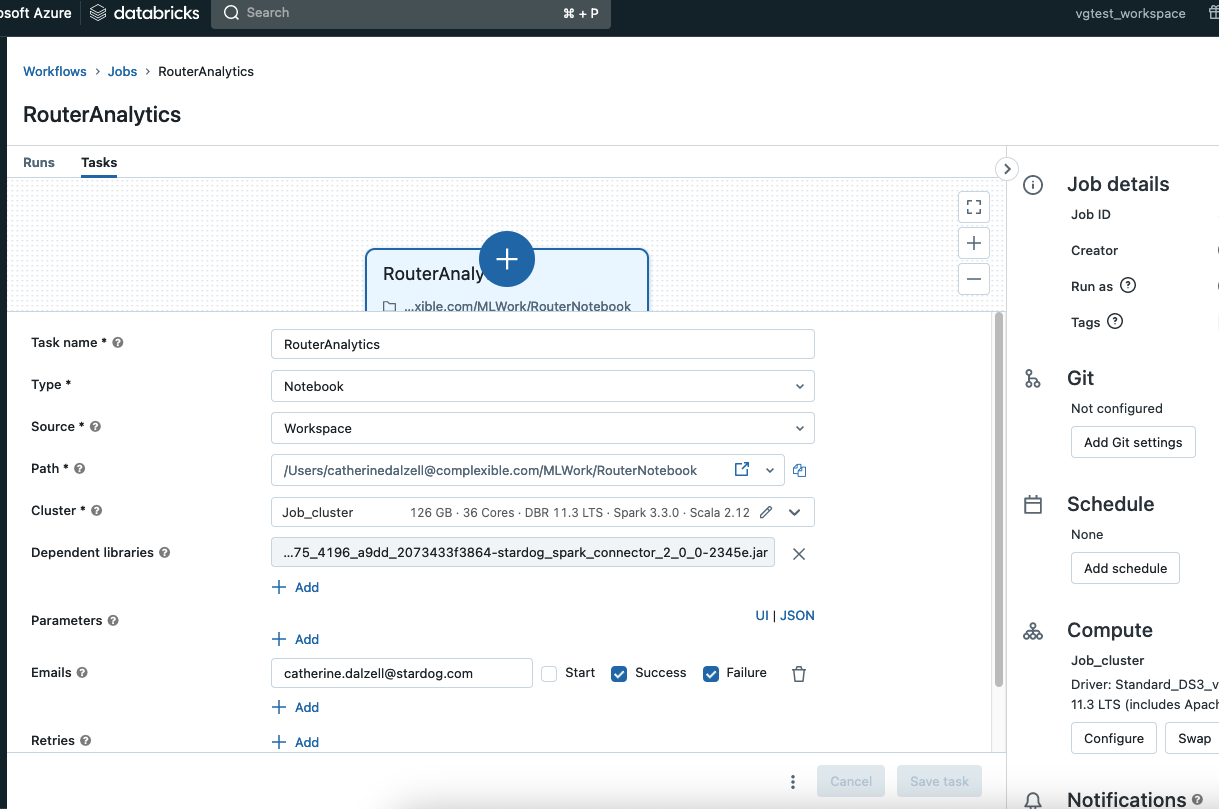 osoft Azure databricks Search ⌘ + P vgtest_workspace
Workflows › Jobs › RouterAnalytics
RouterAnalytics
Runs Tasks
RouterAnaly
...xible.com/MLWork/RouterNotebook
Task name * RouterAnalytics
Type * Notebook
Source * Workspace
Path * /Users/catherinedalzell@complexible.com/MLWork/RouterNotebook
Cluster * Job_cluster 126 GB · 36 Cores · DBR 11.3 LTS · Spark 3.3.0 · Scala 2.12
Dependent libraries ...75_4196_a9dd_2073433f3864-stardog_spark_connector_2_0_0-2345e.jar
+ Add
Parameters UI | JSON
+ Add
Emails catherine.dalzell@stardog.com Start Success Failure
+ Add
Retries + Add
Cancel Save task
Job details
Job ID
Creator
Run as
Tags
Git
Not configured
Add Git settings
Schedule
None
Add schedule
Compute
Job_cluster
Driver: Standard_DS3_v
11.3 LTS (includes Apach
Configure Swap
Notifications